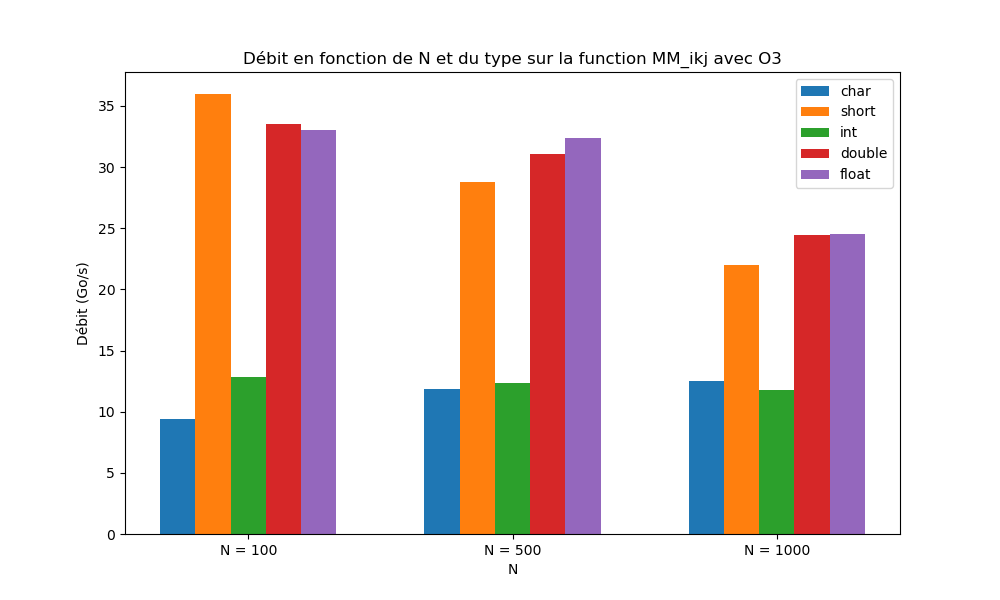 Débit en fonction de N et du type sur la function MM_ikj avec O3
char
short
int
double
float
Débit (Go/s)
35
30
25
20
15
10
5
0
N = 100
N = 500
N = 1000
N